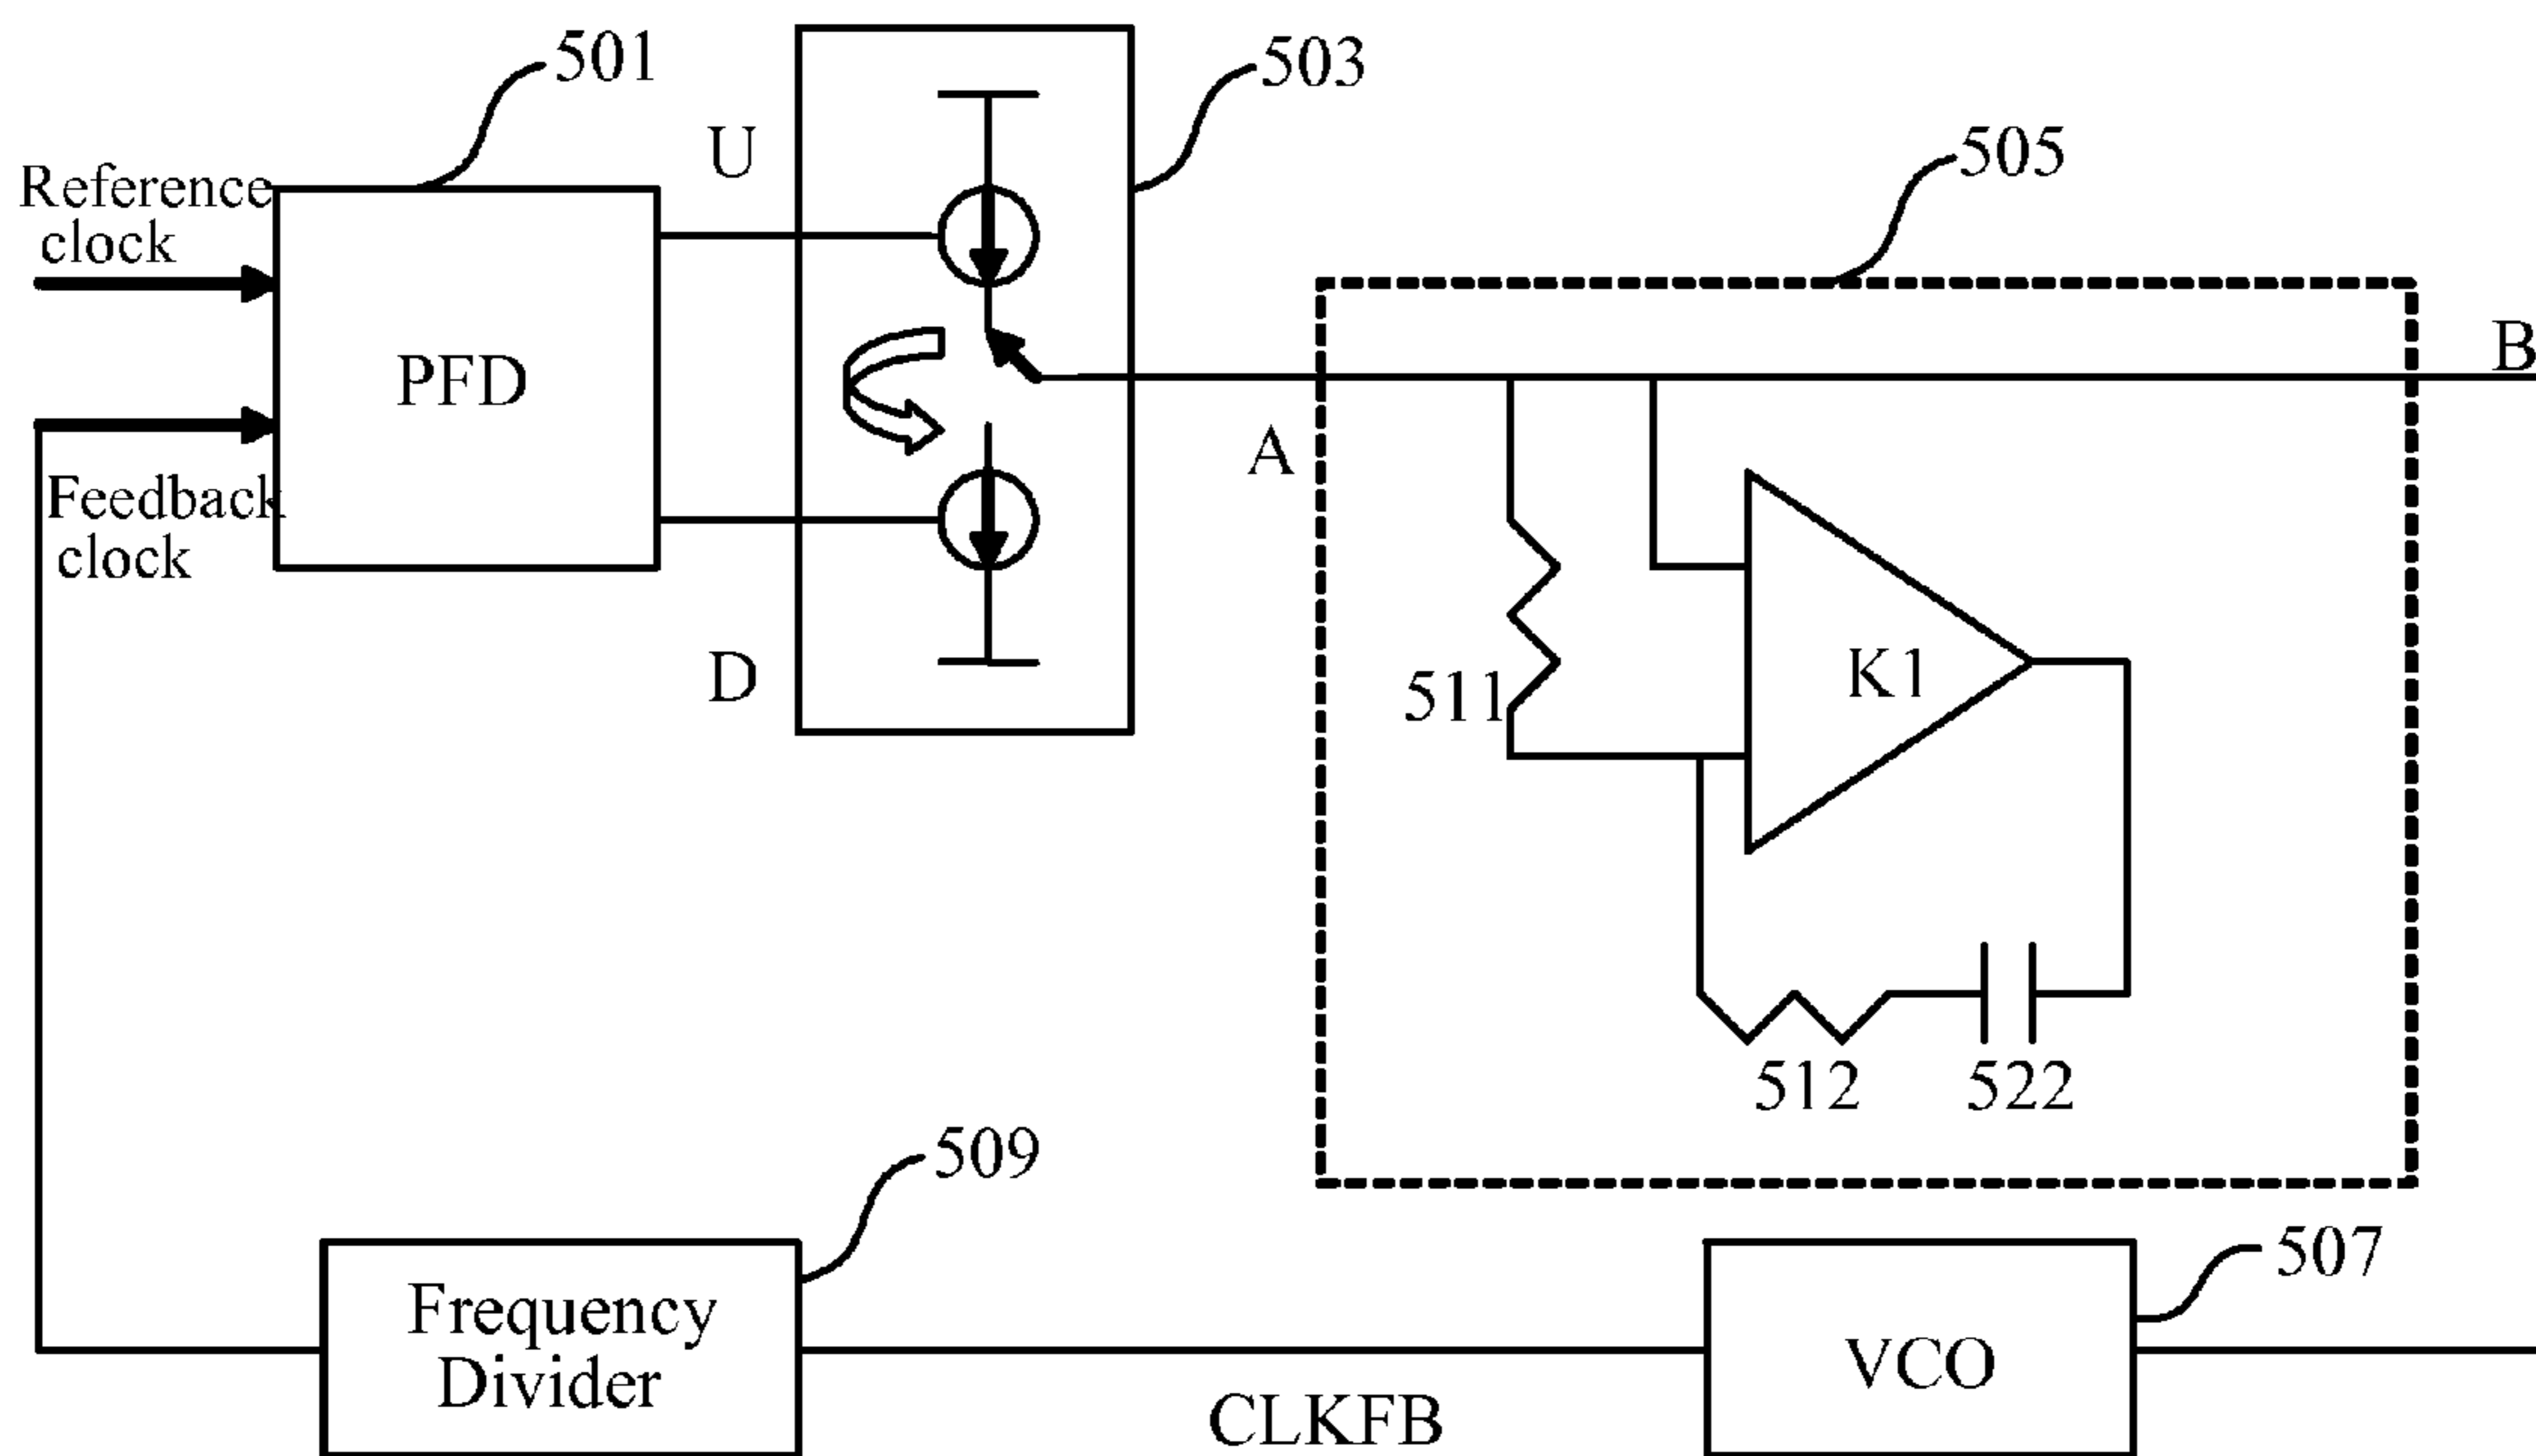 501
503
U
505
Reference
clock
B
PFD
A
Feedback
clock
K1
D
511
512
522
509
507
Frequency
Divider
VCO
CLKFB